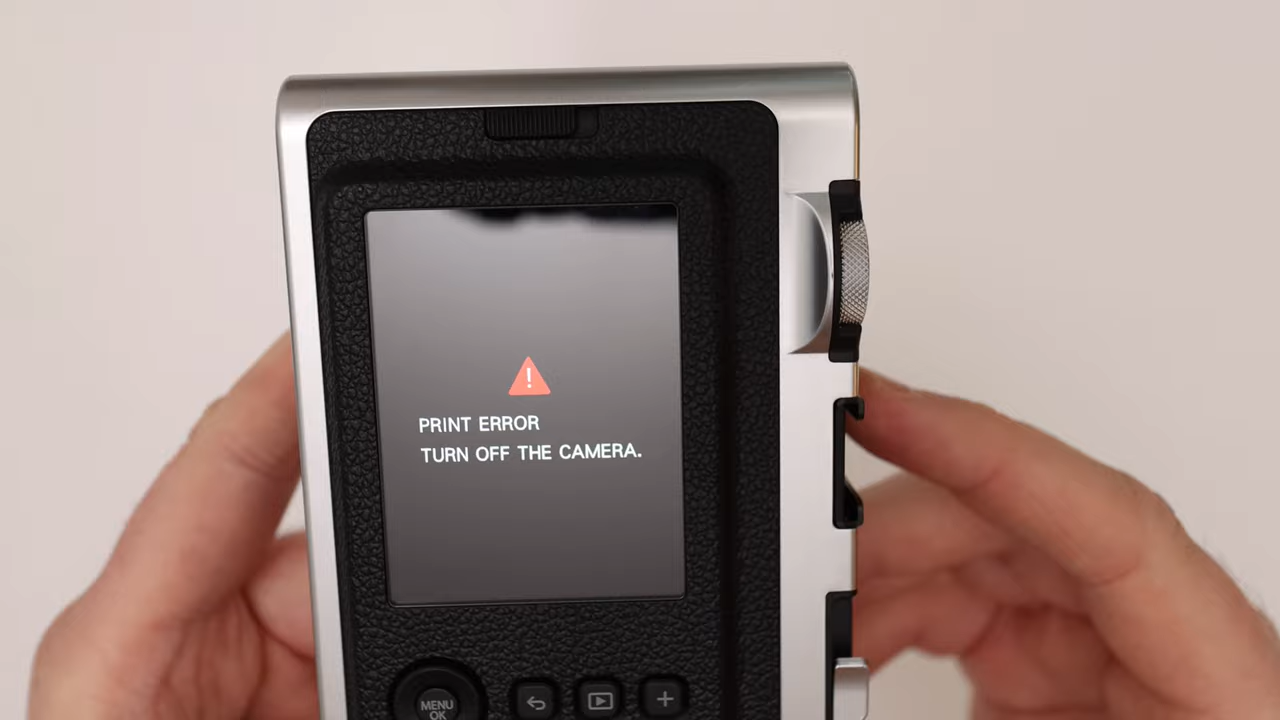 !
PRINT ERROR
TURN OFF THE CAMERA.
MENU
OK